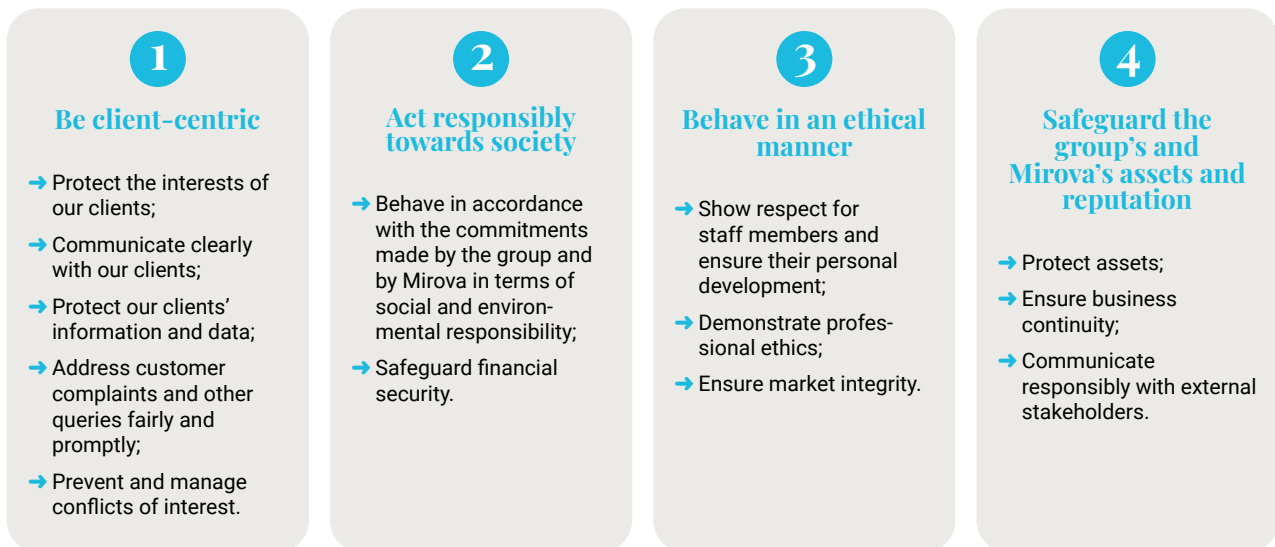 1
Be client-centric
➔ Protect the interests of
our clients;
➔ Communicate clearly
with our clients;
➔ Protect our clients’
information and data;
➔ Address customer
complaints and other
queries fairly and
promptly;
➔ Prevent and manage
conflicts of interest.
2
Act responsibly
towards society
➔ Behave in accordance
with the commitments
made by the group and
by Mirova in terms of
social and environ-
mental responsibility;
➔ Safeguard financial
security.
3
Behave in an ethical
manner
➔ Show respect for
staff members and
ensure their personal
development;
➔ Demonstrate profes-
sional ethics;
➔ Ensure market integrity.
4
Safeguard the
group’s and
Mirova’s assets and
reputation
➔ Protect assets;
➔ Ensure business
continuity;
➔ Communicate
responsibly with external
stakeholders.